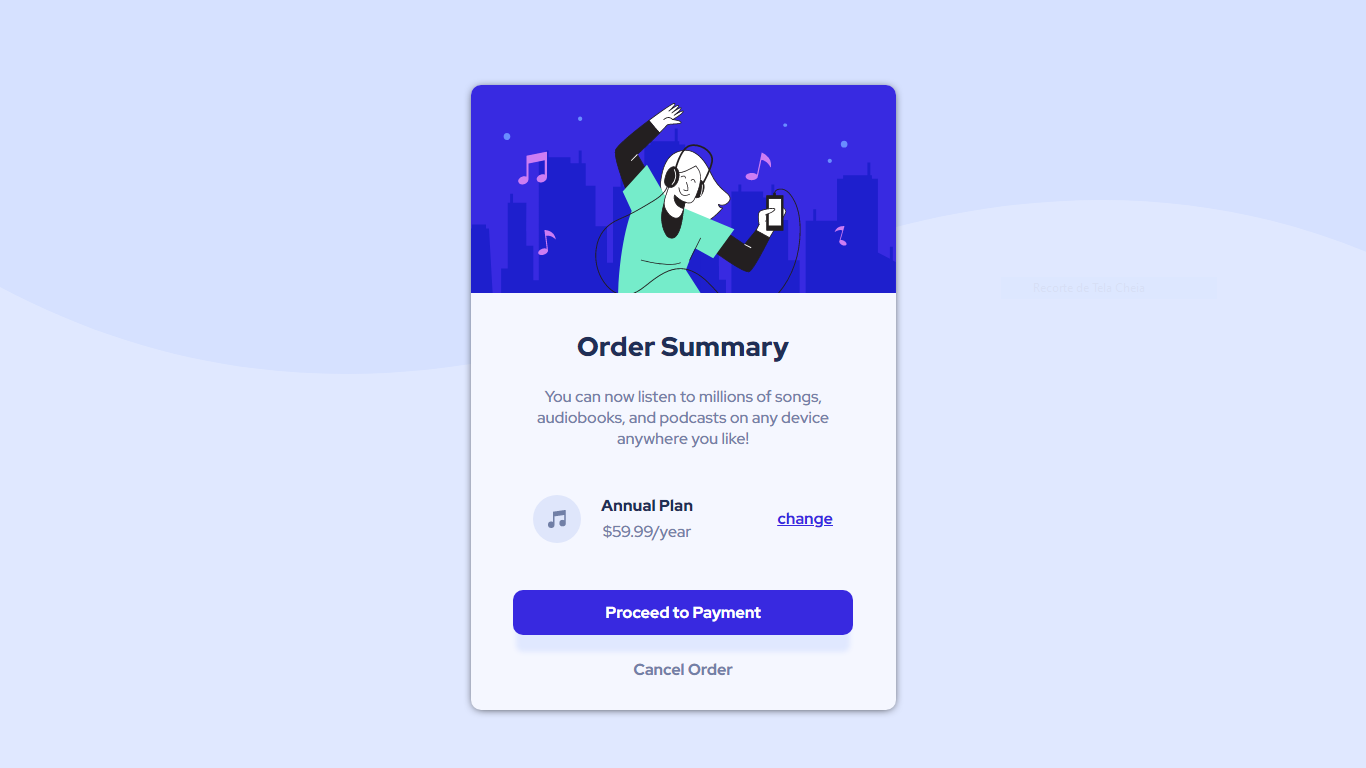 Order Summary
You can now listen to millions of songs,
audiobooks, and podcasts on any device
anywhere you like!
Annual Plan
$59.99/year
change
Proceed to Payment
Cancel Order
Recorte de Tela Cheia